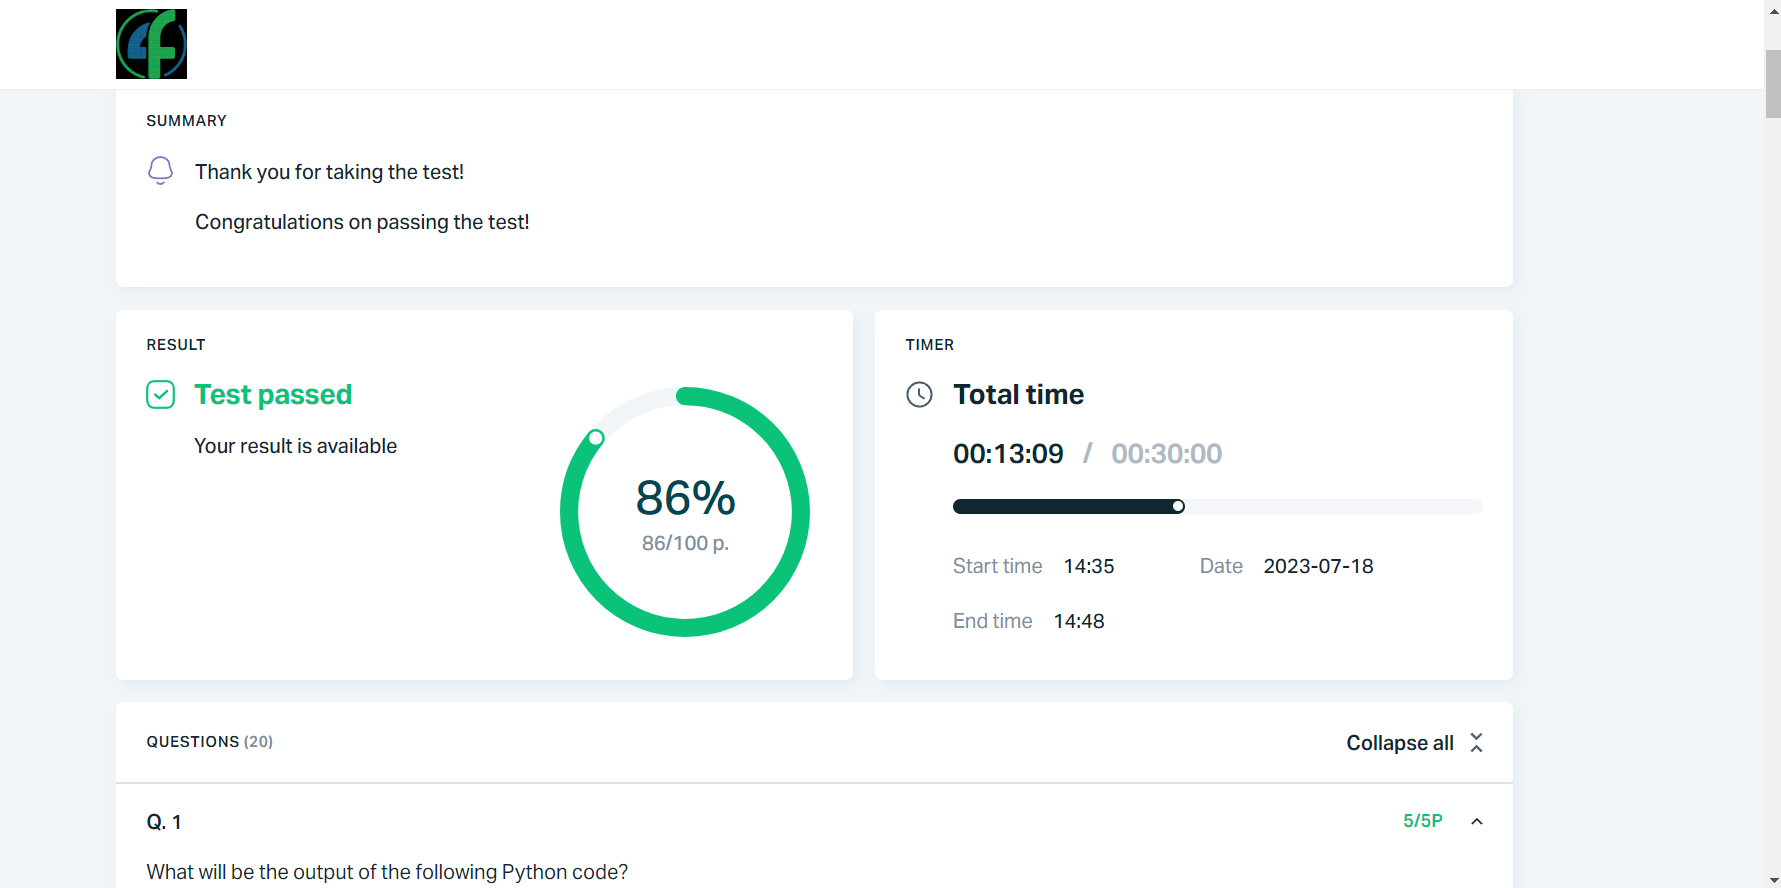 SUMMARY
Thank you for taking the test!
Congratulations on passing the test!
RESULT
Test passed
Your result is available
86%
86/100 p.
TIMER
Total time
00:13:09 / 00:30:00
Start time 14:35 Date 2023-07-18
End time 14:48
QUESTIONS (20) Collapse all
Q. 1 5/5P
What will be the output of the following Python code?